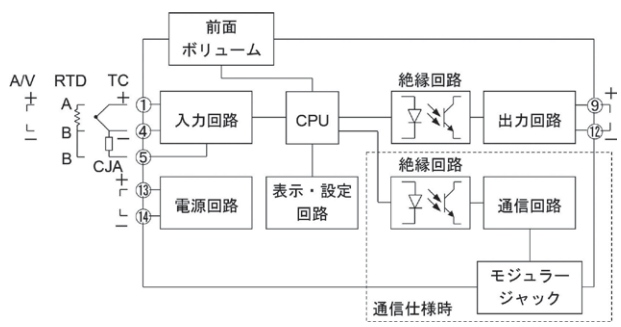 前面
ボリューム
A/V RTD TC
+ A + ① 入力回路 CPU 絶縁回路 出力回路 ⑨ +
− B − ④ ⑫ −
B CJA ⑤
絶縁回路
+ ⑬ 電源回路 表示・設定
回路 通信回路
− ⑭
モジュラー
ジャック
通信仕様時